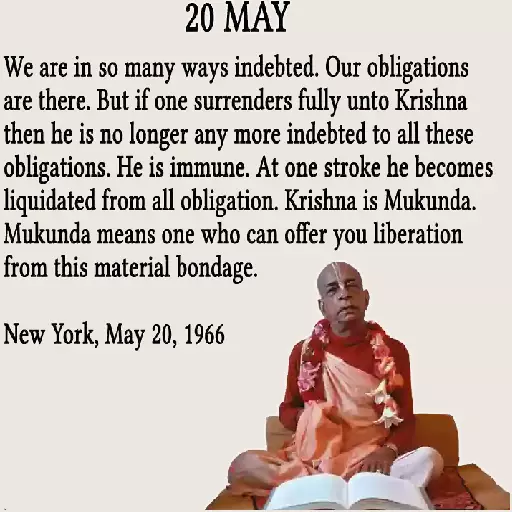 20 MAY
We are in so many ways indebted. Our obligations
are there. But if one surrenders fully unto Krishna
then he is no longer any more indebted to all these
obligations. He is immune. At one stroke he becomes
liquidated from all obligation. Krishna is Mukunda.
Mukunda means one who can offer you liberation
from this material bondage.
New York, May 20, 1966